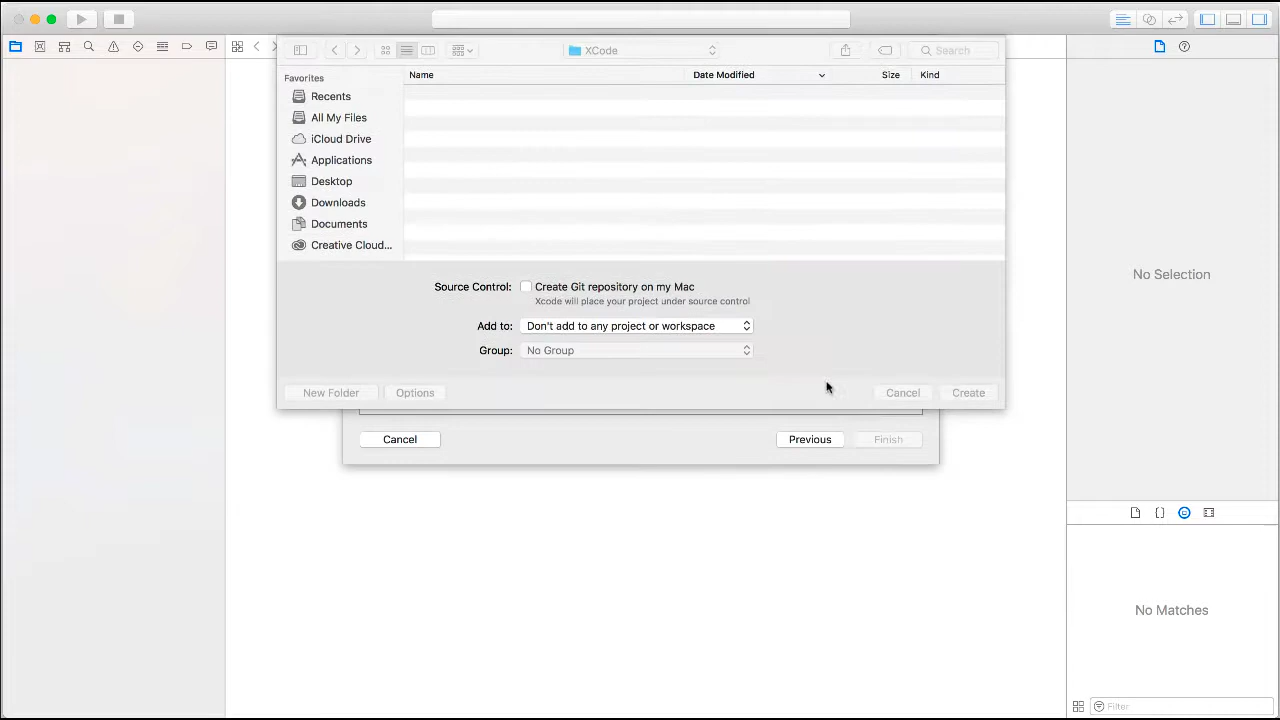 XCode
Search
Favorites
Name
Date Modified
Size
Kind
Recents
All My Files
iCloud Drive
Applications
Desktop
Downloads
Documents
Creative Cloud...
Source Control:
Create Git repository on my Mac
Xcode will place your project under source control
Add to:
Don't add to any project or workspace
Group:
No Group
New Folder
Options
Cancel
Create
Cancel
Previous
Finish
No Selection
No Matches
Filter